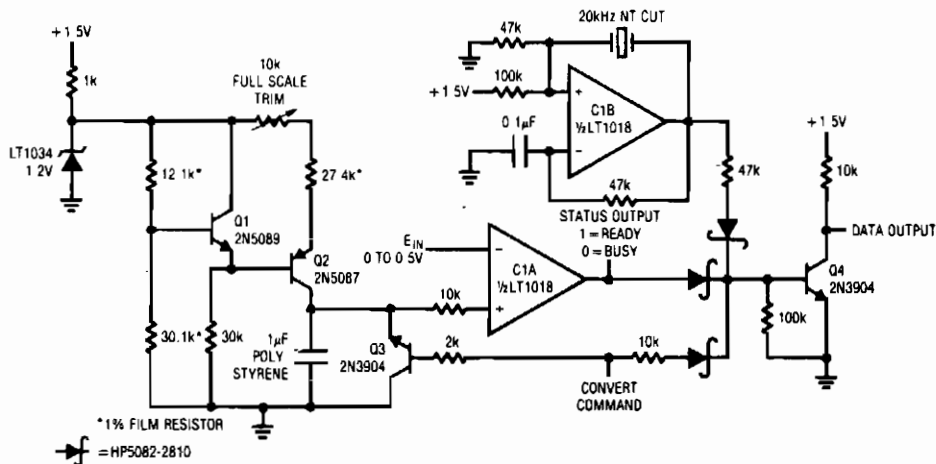 +1 5V
1k
LT1034
1 2V
10k
FULL SCALE
TRIM
12 1k*
27 4k*
Q1
2N5089
Q2
2N5087
30.1k*
30k
1µF
POLY
STYRENE
Q3
2N3904
*1% FILM RESISTOR
=HP5082-2810
47k
20kHz NT CUT
100k
+1 5V
C1B
½LT1018
0 1µF
47k
47k
STATUS OUTPUT
1 = READY
0 = BUSY
EIN
0 TO 0 5V
C1A
½LT1018
10k
2k
10k
CONVERT
COMMAND
+1 5V
10k
DATA OUTPUT
Q4
2N3904
100k
+
−
−
+